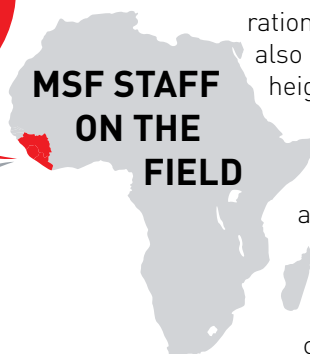 MSF STAFF
ON THE
FIELD
ration
also
heig
a